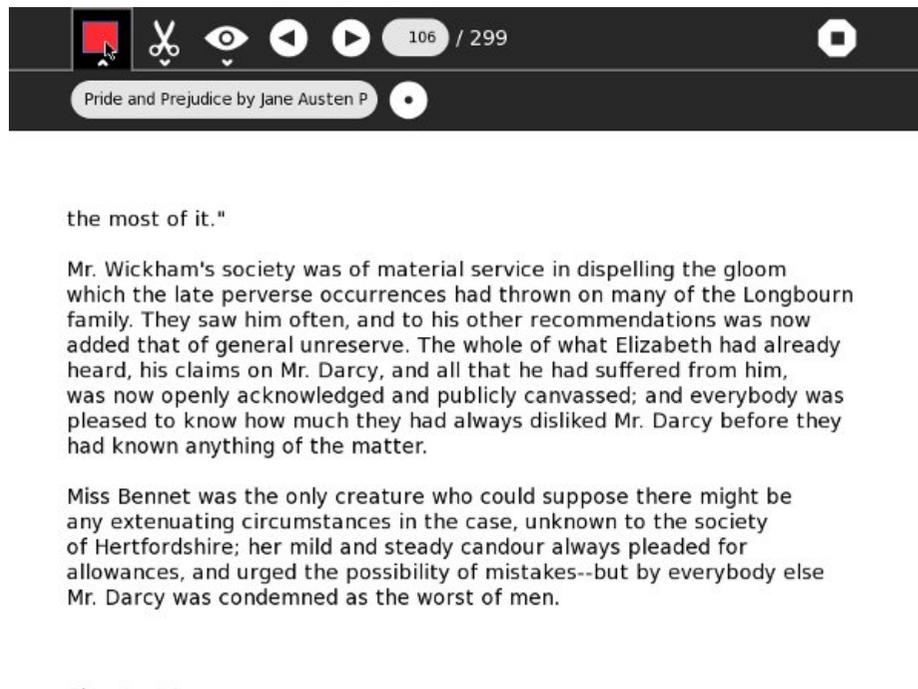 106 / 299
Pride and Prejudice by Jane Austen P
the most of it."
Mr. Wickham's society was of material service in dispelling the gloom
which the late perverse occurrences had thrown on many of the Longbourn
family. They saw him often, and to his other recommendations was now
added that of general unreserve. The whole of what Elizabeth had already
heard, his claims on Mr. Darcy, and all that he had suffered from him,
was now openly acknowledged and publicly canvassed; and everybody was
pleased to know how much they had always disliked Mr. Darcy before they
had known anything of the matter.
Miss Bennet was the only creature who could suppose there might be
any extenuating circumstances in the case, unknown to the society
of Hertfordshire; her mild and steady candour always pleaded for
allowances, and urged the possibility of mistakes--but by everybody else
Mr. Darcy was condemned as the worst of men.